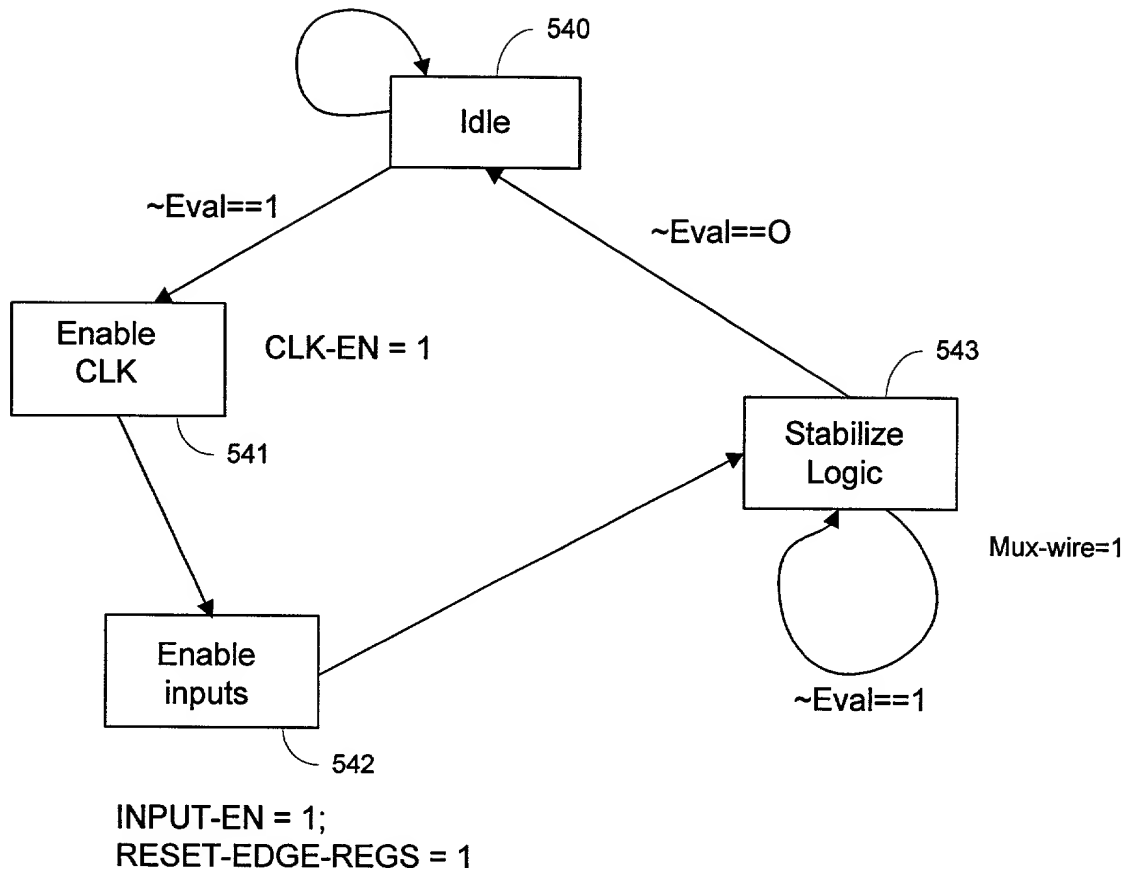 540
Idle
~Eval==1
~Eval==O
Enable
CLK
CLK-EN = 1
541
543
Stabilize
Logic
Mux-wire=1
~Eval==1
Enable
inputs
542
INPUT-EN = 1;
RESET-EDGE-REGS = 1